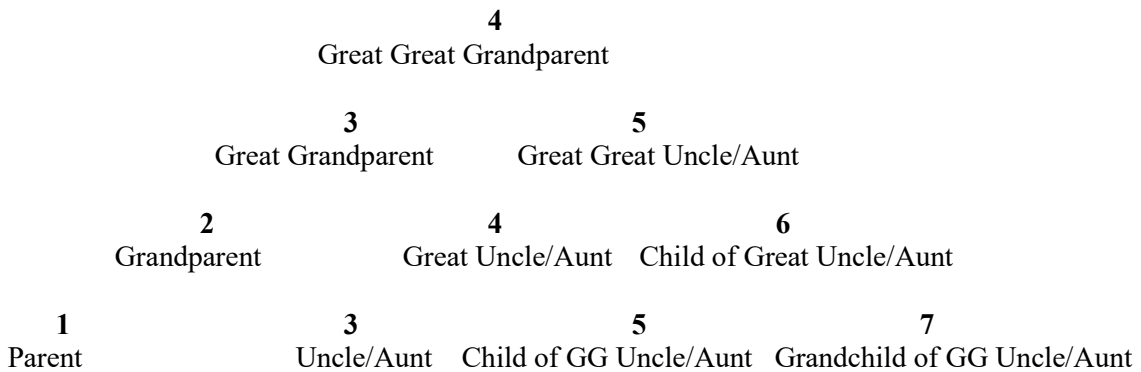 4
Great Great Grandparent
3 5
Great Grandparent Great Great Uncle/Aunt
2 4 6
Grandparent Great Uncle/Aunt Child of Great Uncle/Aunt
1 3 5 7
Parent Uncle/Aunt Child of GG Uncle/Aunt Grandchild of GG Uncle/Aunt